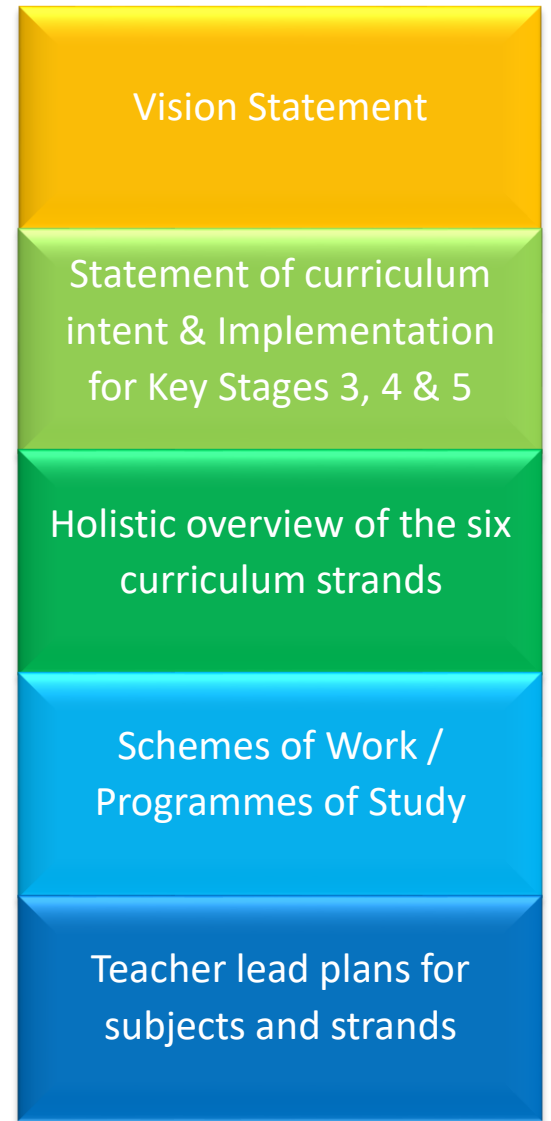 Vision Statement
Statement of curriculum
intent & Implementation
for Key Stages 3, 4 & 5
Holistic overview of the six
curriculum strands
Schemes of Work /
Programmes of Study
Teacher lead plans for
subjects and strands